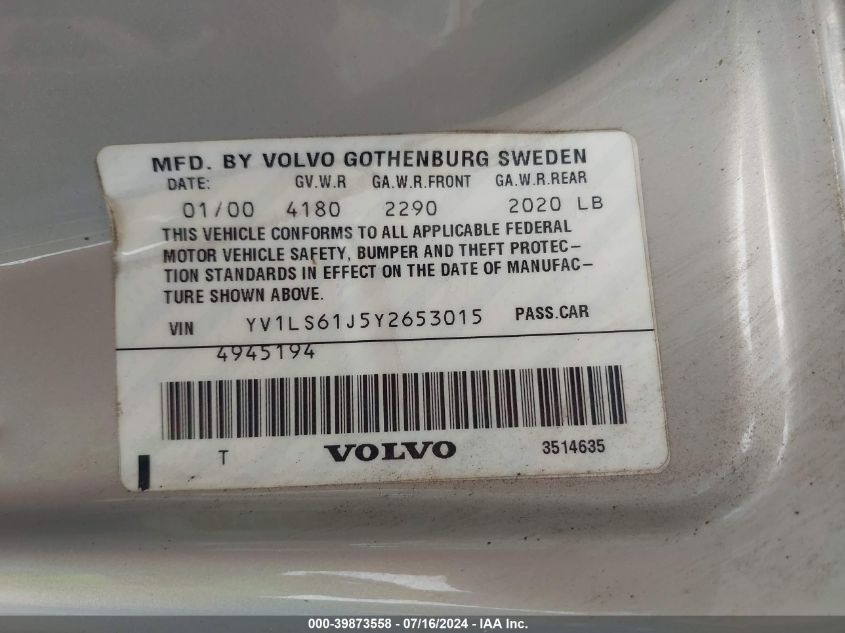 MFD. BY VOLVO GOTHENBURG SWEDEN
DATE: GV.W.R GA.W.R.FRONT GA.W.R.REAR
01/00 4180 2290 2020 LB
THIS VEHICLE CONFORMS TO ALL APPLICABLE FEDERAL
MOTOR VEHICLE SAFETY, BUMPER AND THEFT PROTEC-
TION STANDARDS IN EFFECT ON THE DATE OF MANUFAC-
TURE SHOWN ABOVE.
VIN YV1LS61J5Y2653015 PASS.CAR
4945194
T VOLVO 3514635
000-39873558 - 07/16/2024 - IAA Inc.